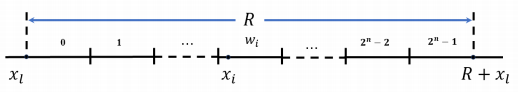 R
0 1 ... w_i ... 2^n − 2 2^n − 1
x_l x_i R + x_l